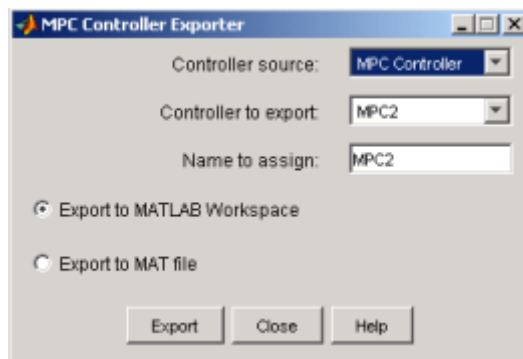 MPC Controller Exporter
Controller source: MPC Controller
Controller to export: MPC2
Name to assign: MPC2
Export to MATLAB Workspace
Export to MAT file
Export Close Help